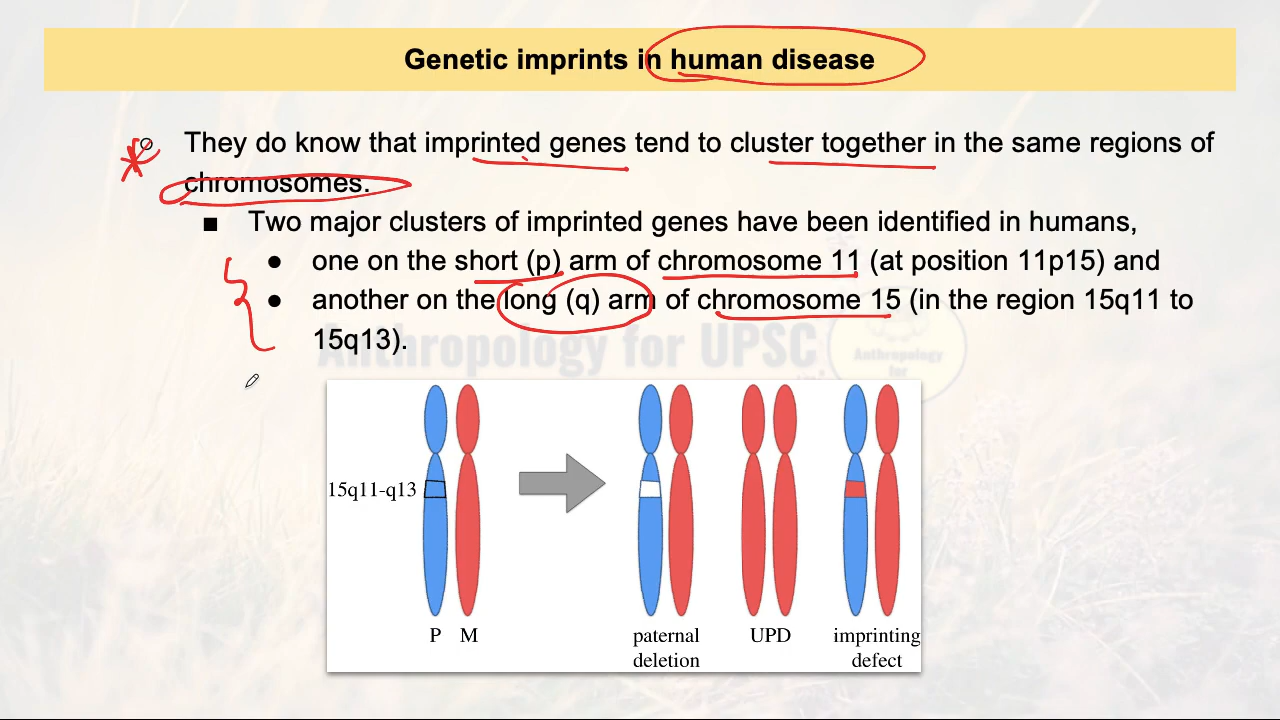 Genetic imprints in human disease
They do know that imprinted genes tend to cluster together in the same regions of
chromosomes.
Two major clusters of imprinted genes have been identified in humans,
one on the short (p) arm of chromosome 11 (at position 11p15) and
another on the long (q) arm of chromosome 15 (in the region 15q11 to
15q13).
Anthropology for UPSC
Anthropology
for
15q11-q13
P M
paternal
deletion
UPD
imprinting
defect